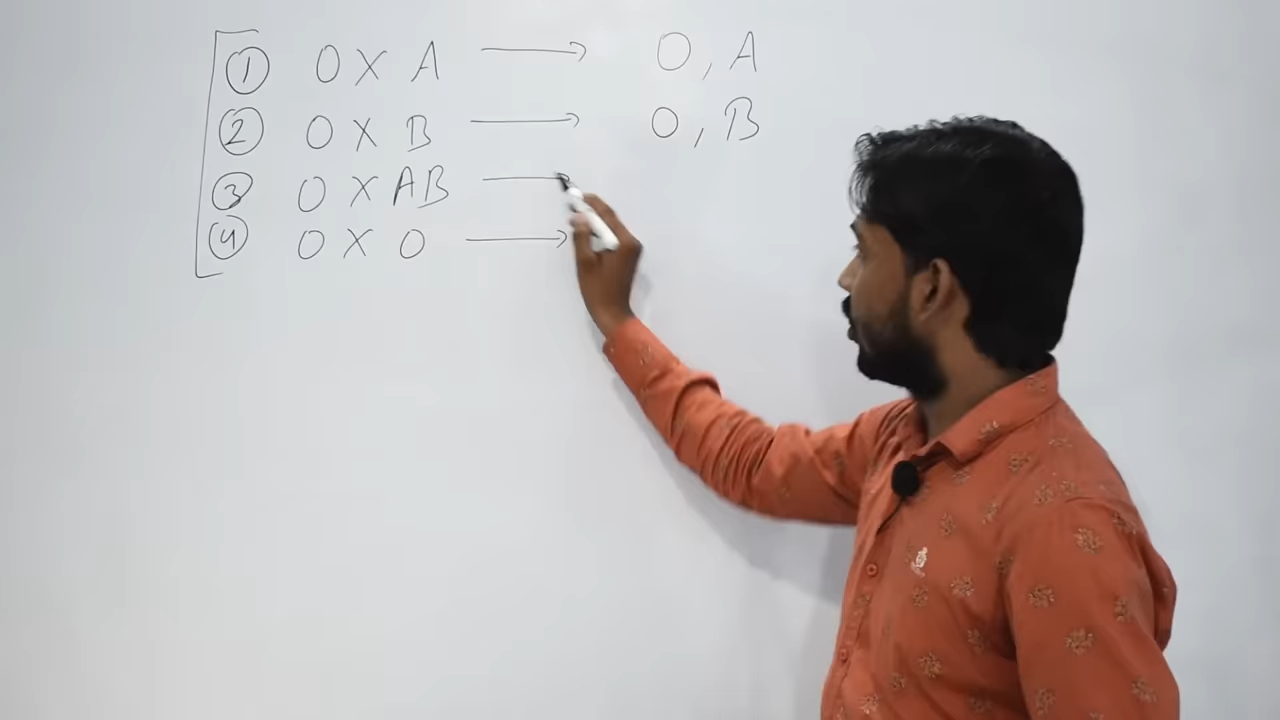 ① O X A → O, A
② O X B → O, B
③ O X AB →
④ O X O →